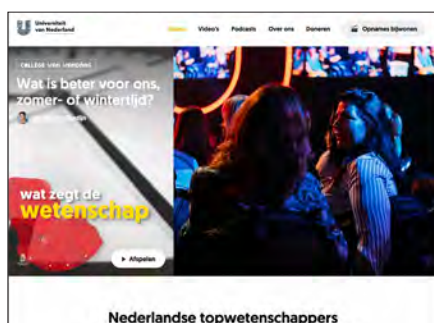 Universiteit
van Nederland
Home Video's Podcasts Over ons Doneren Opnames bijwonen
COLLEGE VAN VANDAAG
Wat is beter voor ons,
zomer- of wintertijd?
wat zegt de
wetenschap
Afspelen
Nederlandse topwetenschappers